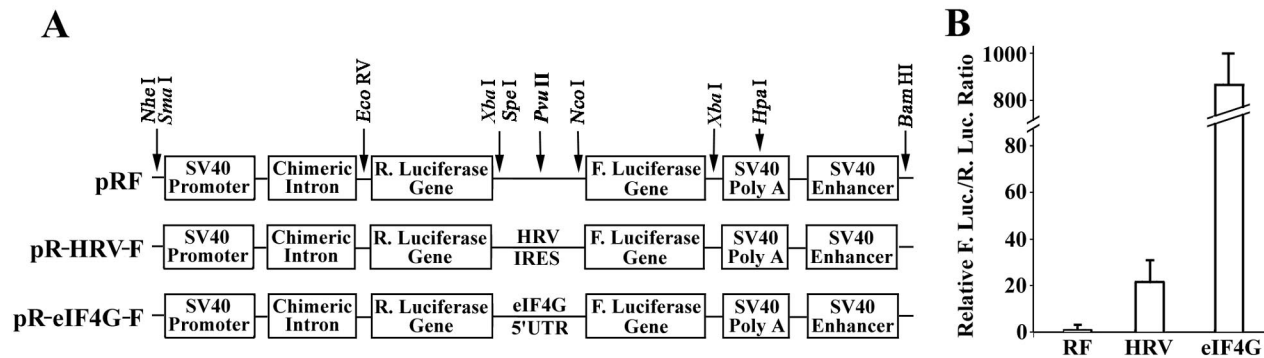 A
Nhe I
Sma I
Eco RV
Xba I
Spe I
Pvu II
Nco I
Xba I
Hpa I
Bam HI
pRF
SV40
Promoter
Chimeric
Intron
R. Luciferase
Gene
F. Luciferase
Gene
SV40
Poly A
SV40
Enhancer
pR-HRV-F
SV40
Promoter
Chimeric
Intron
R. Luciferase
Gene
HRV
IRES
F. Luciferase
Gene
SV40
Poly A
SV40
Enhancer
pR-eIF4G-F
SV40
Promoter
Chimeric
Intron
R. Luciferase
Gene
eIF4G
5'UTR
F. Luciferase
Gene
SV40
Poly A
SV40
Enhancer
B
Relative F. Luc./R. Luc. Ratio
1000
800
80
60
40
20
0
RF
HRV
eIF4G